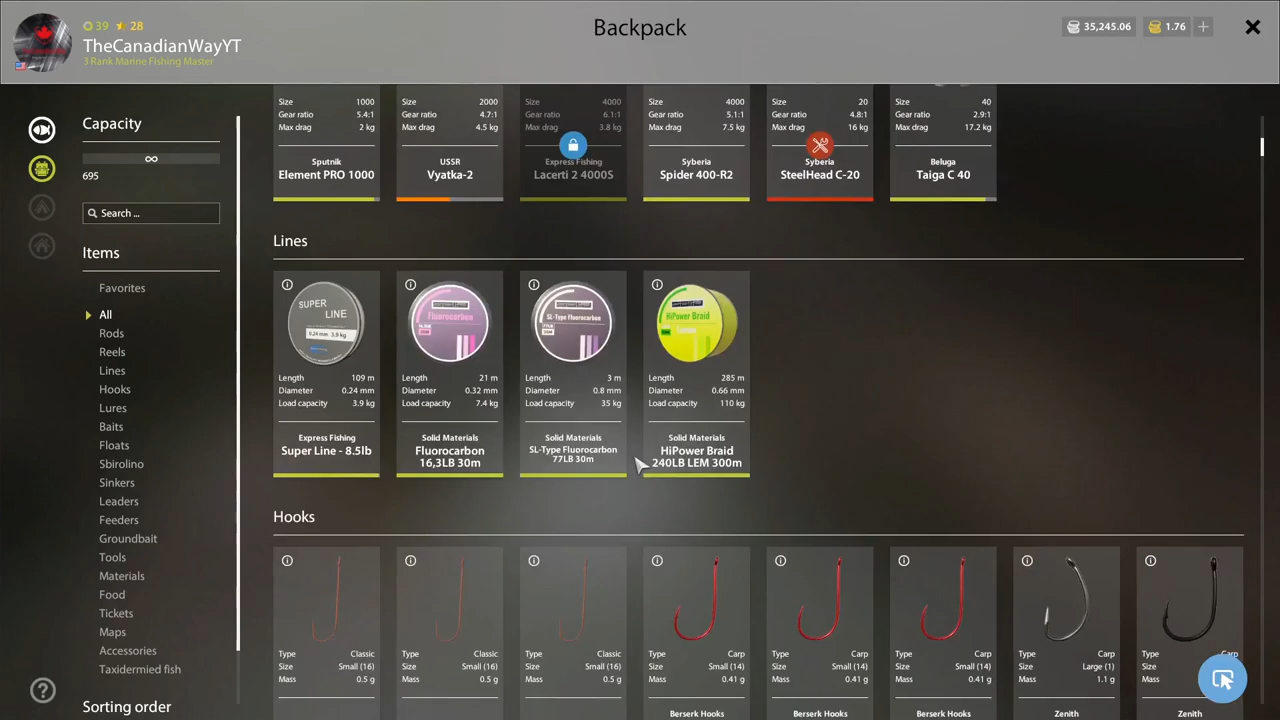 39 28
TheCanadianWayYT
3 Rank Marine Fishing Master
Backpack
35,245.06
1.76
Capacity
∞
695
Search ...
Items
Favorites
All
Rods
Reels
Lines
Hooks
Lures
Baits
Floats
Sbirolino
Sinkers
Leaders
Feeders
Groundbait
Tools
Materials
Food
Tickets
Maps
Accessories
Taxidermied fish
Sorting order
Size 1000
Gear ratio 5.4:1
Max drag 2 kg
Sputnik
Element PRO 1000
Size 2000
Gear ratio 4.7:1
Max drag 4.5 kg
USSR
Vyatka-2
Size 4000
Gear ratio 6.1:1
Max drag 3.8 kg
Express Fishing
Lacerti 2 4000S
Size 4000
Gear ratio 5.1:1
Max drag 7.5 kg
Syberia
Spider 400-R2
Size 20
Gear ratio 4.8:1
Max drag 16 kg
Syberia
SteelHead C-20
Size 40
Gear ratio 2.9:1
Max drag 17.2 kg
Beluga
Taiga C 40
Lines
SUPER
LINE
0.24 mm 3.9 kg
Length 109 m
Diameter 0.24 mm
Load capacity 3.9 kg
Express Fishing
Super Line - 8.5lb
Fluorocarbon
Length 21 m
Diameter 0.32 mm
Load capacity 7.4 kg
Solid Materials
Fluorocarbon
16,3LB 30m
SL-Type Fluorocarbon
Length 3 m
Diameter 0.8 mm
Load capacity 35 kg
Solid Materials
SL-Type Fluorocarbon
77LB 30m
HiPower Braid
Length 285 m
Diameter 0.66 mm
Load capacity 110 kg
Solid Materials
HiPower Braid
240LB LEM 300m
Hooks
Type Classic
Size Small (16)
Mass 0.5 g
Type Classic
Size Small (16)
Mass 0.5 g
Type Classic
Size Small (16)
Mass 0.5 g
Type Carp
Size Small (14)
Mass 0.41 g
Berserk Hooks
Type Carp
Size Small (14)
Mass 0.41 g
Berserk Hooks
Type Carp
Size Small (14)
Mass 0.41 g
Berserk Hooks
Type Carp
Size Large (1)
Mass 1.1 g
Zenith
Type Carp
Size
Mass
Zenith